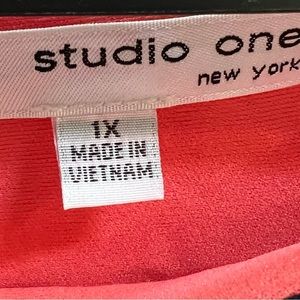 studio one
new york
1X
MADE IN
VIETNAM